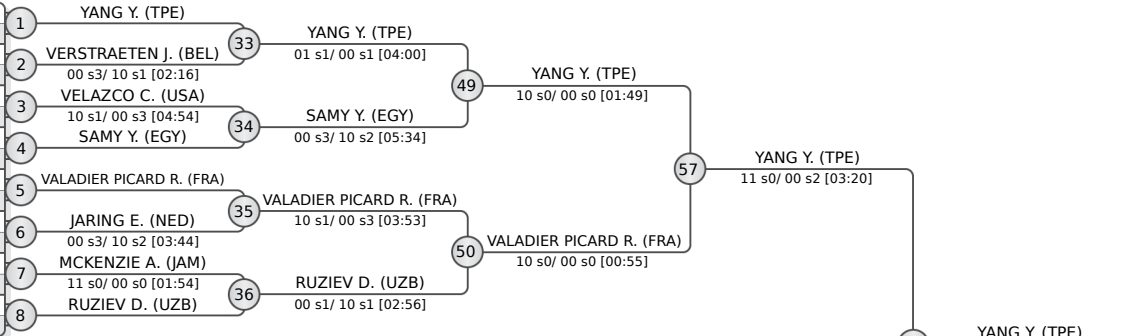 1
YANG Y. (TPE)
33
YANG Y. (TPE)
01 s1/ 00 s1 [04:00]
2
VERSTRAETEN J. (BEL)
00 s3/ 10 s1 [02:16]
49
YANG Y. (TPE)
10 s0/ 00 s0 [01:49]
3
VELAZCO C. (USA)
10 s1/ 00 s3 [04:54]
34
SAMY Y. (EGY)
00 s3/ 10 s2 [05:34]
4
SAMY Y. (EGY)
57
YANG Y. (TPE)
11 s0/ 00 s2 [03:20]
5
VALADIER PICARD R. (FRA)
35
VALADIER PICARD R. (FRA)
10 s1/ 00 s3 [03:53]
6
JARING E. (NED)
00 s3/ 10 s2 [03:44]
50
VALADIER PICARD R. (FRA)
10 s0/ 00 s0 [00:55]
7
MCKENZIE A. (JAM)
11 s0/ 00 s0 [01:54]
36
RUZIEV D. (UZB)
00 s1/ 10 s1 [02:56]
8
RUZIEV D. (UZB)
YANG Y. (TPE)